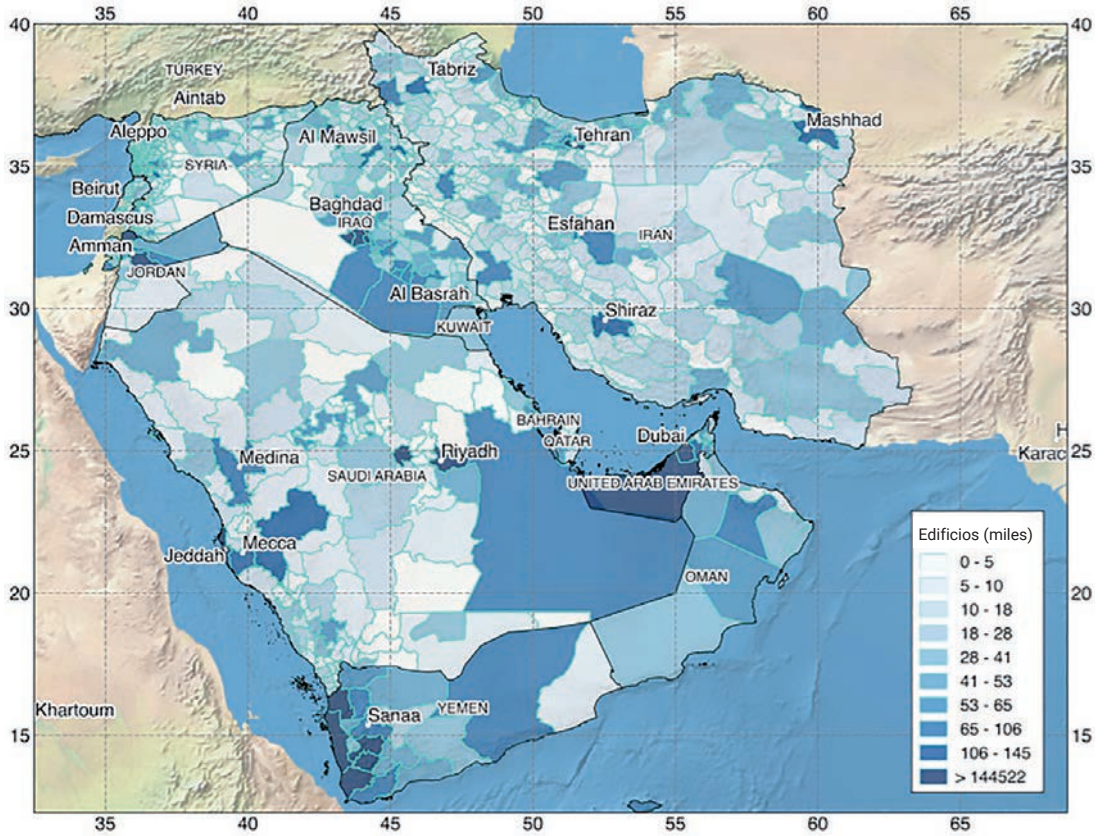 35 40 45 50 55 60 65
40 40
TURKEY
Tabriz
Aintab
Aleppo
Al Mawsil
Tehran
Mashhad
35 35
SYRIA
Beirut
Baghdad
Damascus
IRAQ
Esfahan
IRAN
Amman
JORDAN
Al Basrah
30 30
KUWAIT
Shiraz
BAHRAIN
QATAR
Dubai
25 25
Medina
Riyadh
Karac
SAUDI ARABIA
UNITED ARAB EMIRATES
Jeddah
Mecca
OMAN
20 20
Khartoum
Sanaa
YEMEN
15 15
Edificios (miles)
0 - 5
5 - 10
10 - 18
18 - 28
28 - 41
41 - 53
53 - 65
65 - 106
106 - 145
> 144522
35 40 45 50 55 60 65